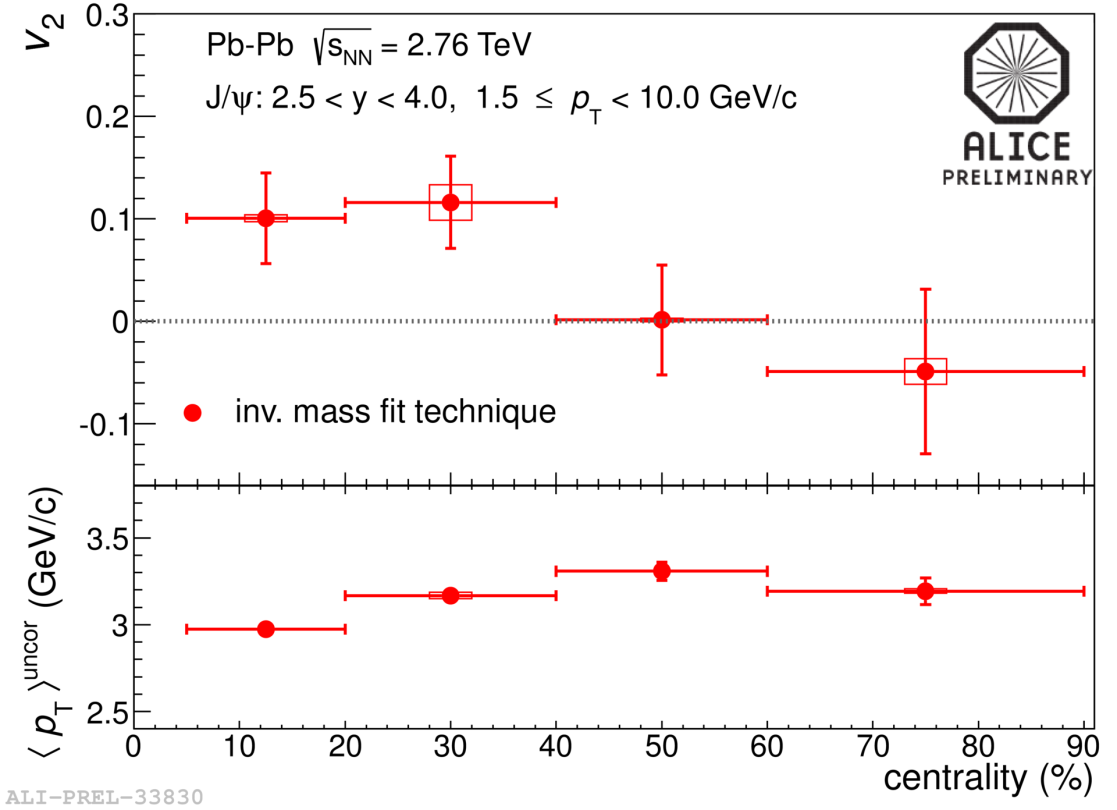 v₂
0.3
0.2
0.1
0
-0.1
Pb-Pb √sNN = 2.76 TeV
J/ψ: 2.5 < y < 4.0, 1.5 ≤ pT < 10.0 GeV/c
ALICE
PRELIMINARY
inv. mass fit technique
⟨ pT ⟩uncor (GeV/c)
3.5
3
2.5
0 10 20 30 40 50 60 70 80 90
centrality (%)
ALI-PREL-33830